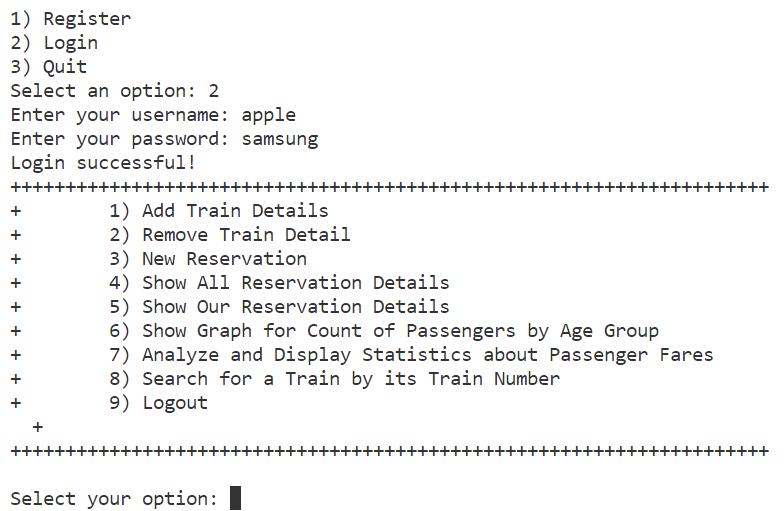 1) Register
2) Login
3) Quit
Select an option: 2
Enter your username: apple
Enter your password: samsung
Login successful!
+++++++++++++++++++++++++++++++++++++++++++++++++++++++++++++++++++++
+        1) Add Train Details
+        2) Remove Train Detail
+        3) New Reservation
+        4) Show All Reservation Details
+        5) Show Our Reservation Details
+        6) Show Graph for Count of Passengers by Age Group
+        7) Analyze and Display Statistics about Passenger Fares
+        8) Search for a Train by its Train Number
+        9) Logout
  +
+++++++++++++++++++++++++++++++++++++++++++++++++++++++++++++++++++++
Select your option: